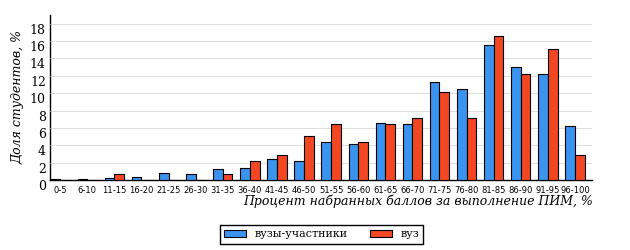 Доля студентов, %
18
16
14
12
10
8
6
4
2
0
0-5 6-10 11-15 16-20 21-25 26-30 31-35 36-40 41-45 46-50 51-55 56-60 61-65 66-70 71-75 76-80 81-85 86-90 91-95 96-100
Процент набранных баллов за выполнение ПИМ, %
вузы-участники вуз